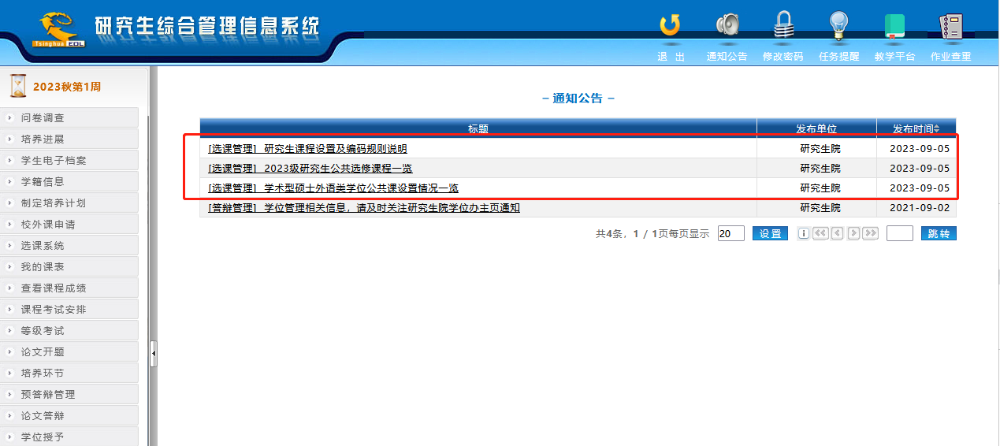 研究生综合管理信息系统
Tsinghua EDL
退 出
通知公告
修改密码
任务提醒
教学平台
作业查重
2023秋第1周
问卷调查
培养进展
学生电子档案
学籍信息
制定培养计划
校外课申请
选课系统
我的课表
查看课程成绩
课程考试安排
等级考试
论文开题
培养环节
预答辩管理
论文答辩
学位授予
－ 通知公告 －
标题 发布单位 发布时间
[选课管理] 研究生课程设置及编码规则说明 研究生院 2023-09-05
[选课管理] 2023级研究生公共选修课程一览 研究生院 2023-09-05
[选课管理] 学术型硕士外语类学位公共课设置情况一览 研究生院 2023-09-05
[答辩管理] 学位管理相关信息，请及时关注研究生院学位办主页通知 研究生院 2021-09-02
共4条，1 / 1页每页显示 20 设 置 跳 转